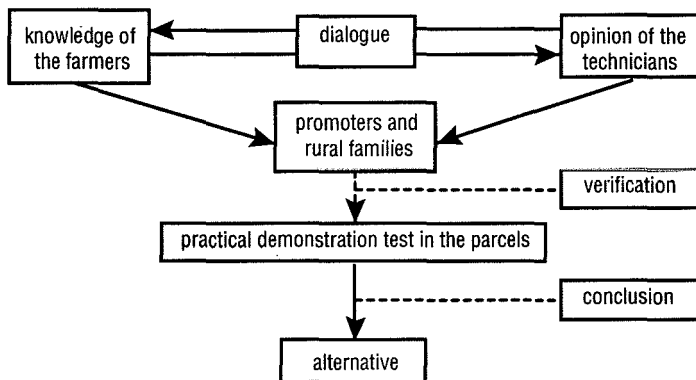 knowledge of
the farmers
dialogue
opinion of the
technicians
promoters and
rural families
verification
practical demonstration test in the parcels
conclusion
alternative